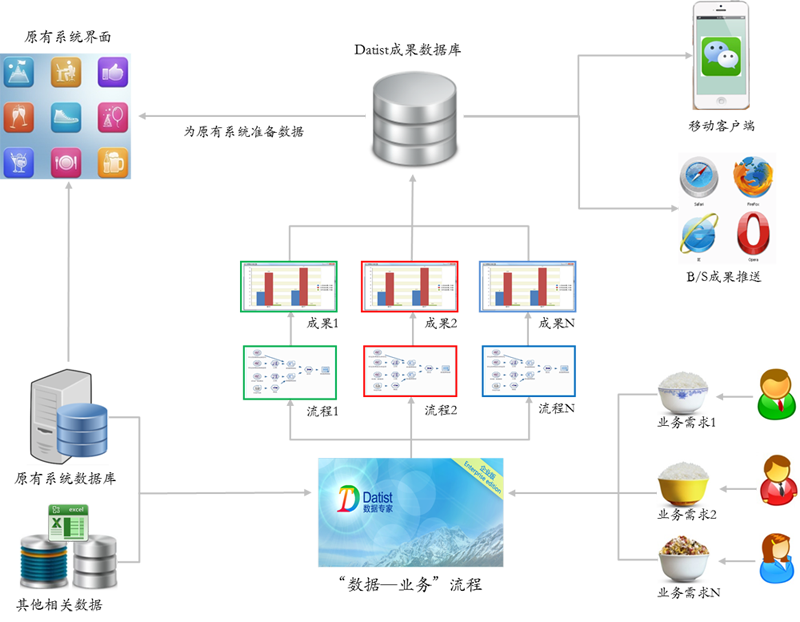 原有系统界面
Datist成果数据库
为原有系统准备数据
移动客户端
Safari
FireFox
IE
Opera
B/S成果推送
成果1
成果2
成果N
流程1
流程2
流程N
原有系统数据库
excel
其他相关数据
企业版
Enterprise edition
Datist
数据专家
“数据—业务”流程
业务需求1
业务需求2
业务需求N